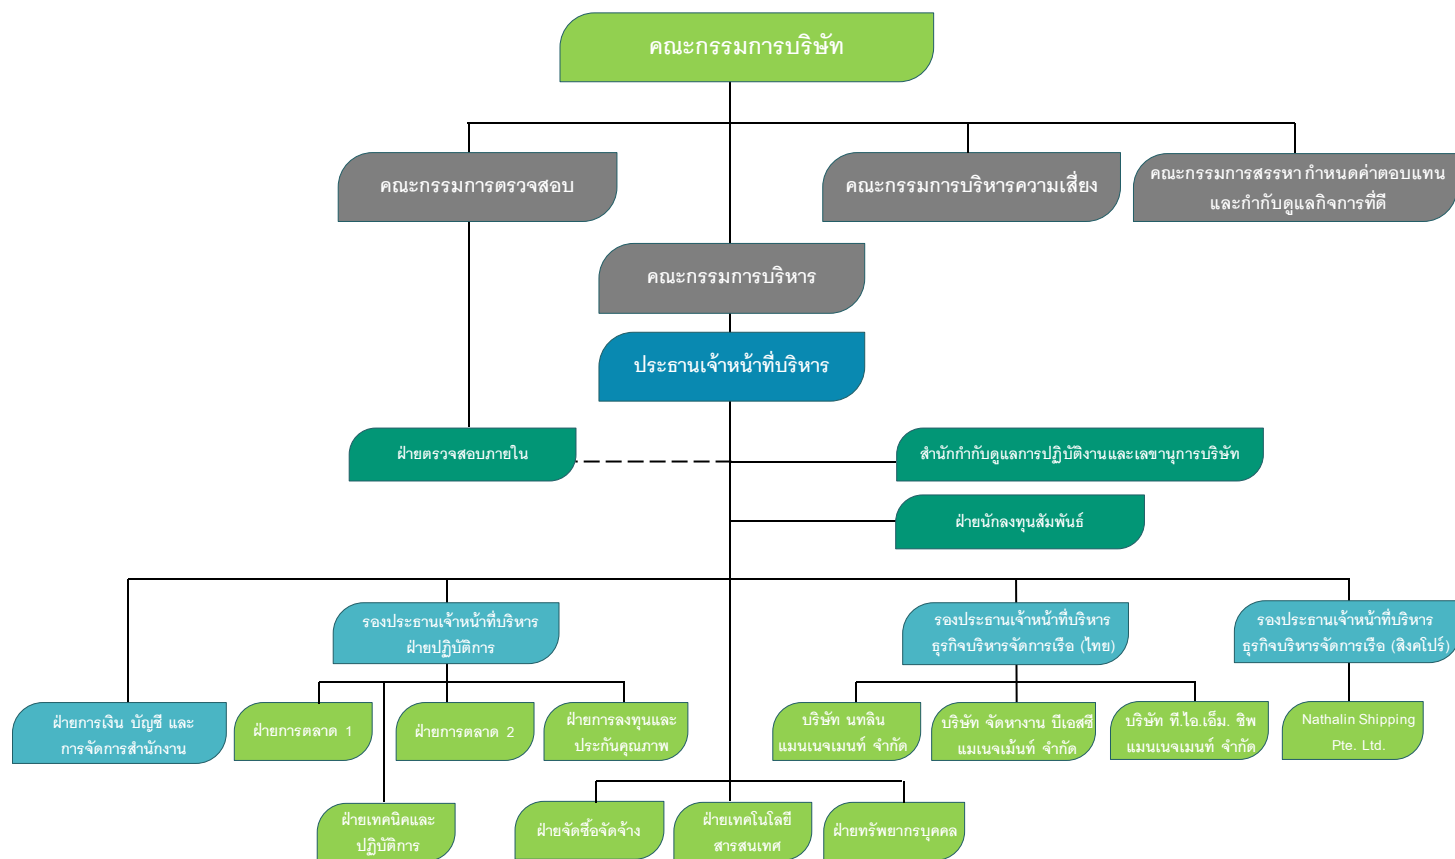 คณะกรรมการบริษัท
คณะกรรมการตรวจสอบ
คณะกรรมการบริหารความเสี่ยง
คณะกรรมการสรรหา กำหนดค่าตอบแทน
และกำกับดูแลกิจการที่ดี
คณะกรรมการบริหาร
ประธานเจ้าหน้าที่บริหาร
ฝ่ายตรวจสอบภายใน
สำนักกำกับดูแลการปฏิบัติงานและเลขานุการบริษัท
ฝ่ายนักลงทุนสัมพันธ์
รองประธานเจ้าหน้าที่บริหาร
ฝ่ายปฏิบัติการ
รองประธานเจ้าหน้าที่บริหาร
ธุรกิจบริหารจัดการเรือ (ไทย)
รองประธานเจ้าหน้าที่บริหาร
ธุรกิจบริหารจัดการเรือ (สิงคโปร์)
ฝ่ายการเงิน บัญชี และ
การจัดการสำนักงาน
ฝ่ายการตลาด 1
ฝ่ายการตลาด 2
ฝ่ายการลงทุนและ
ประกันคุณภาพ
บริษัท นทลิน
แมนเนจเมนท์ จำกัด
บริษัท จัดหางาน บีเอสซี
แมเนจเม้นท์ จำกัด
บริษัท ที.ไอ.เอ็ม. ชิพ
แมนเนจเมนท์ จำกัด
Nathalin Shipping
Pte. Ltd.
ฝ่ายเทคนิคและ
ปฏิบัติการ
ฝ่ายจัดซื้อจัดจ้าง
ฝ่ายเทคโนโลยี
สารสนเทศ
ฝ่ายทรัพยากรบุคคล